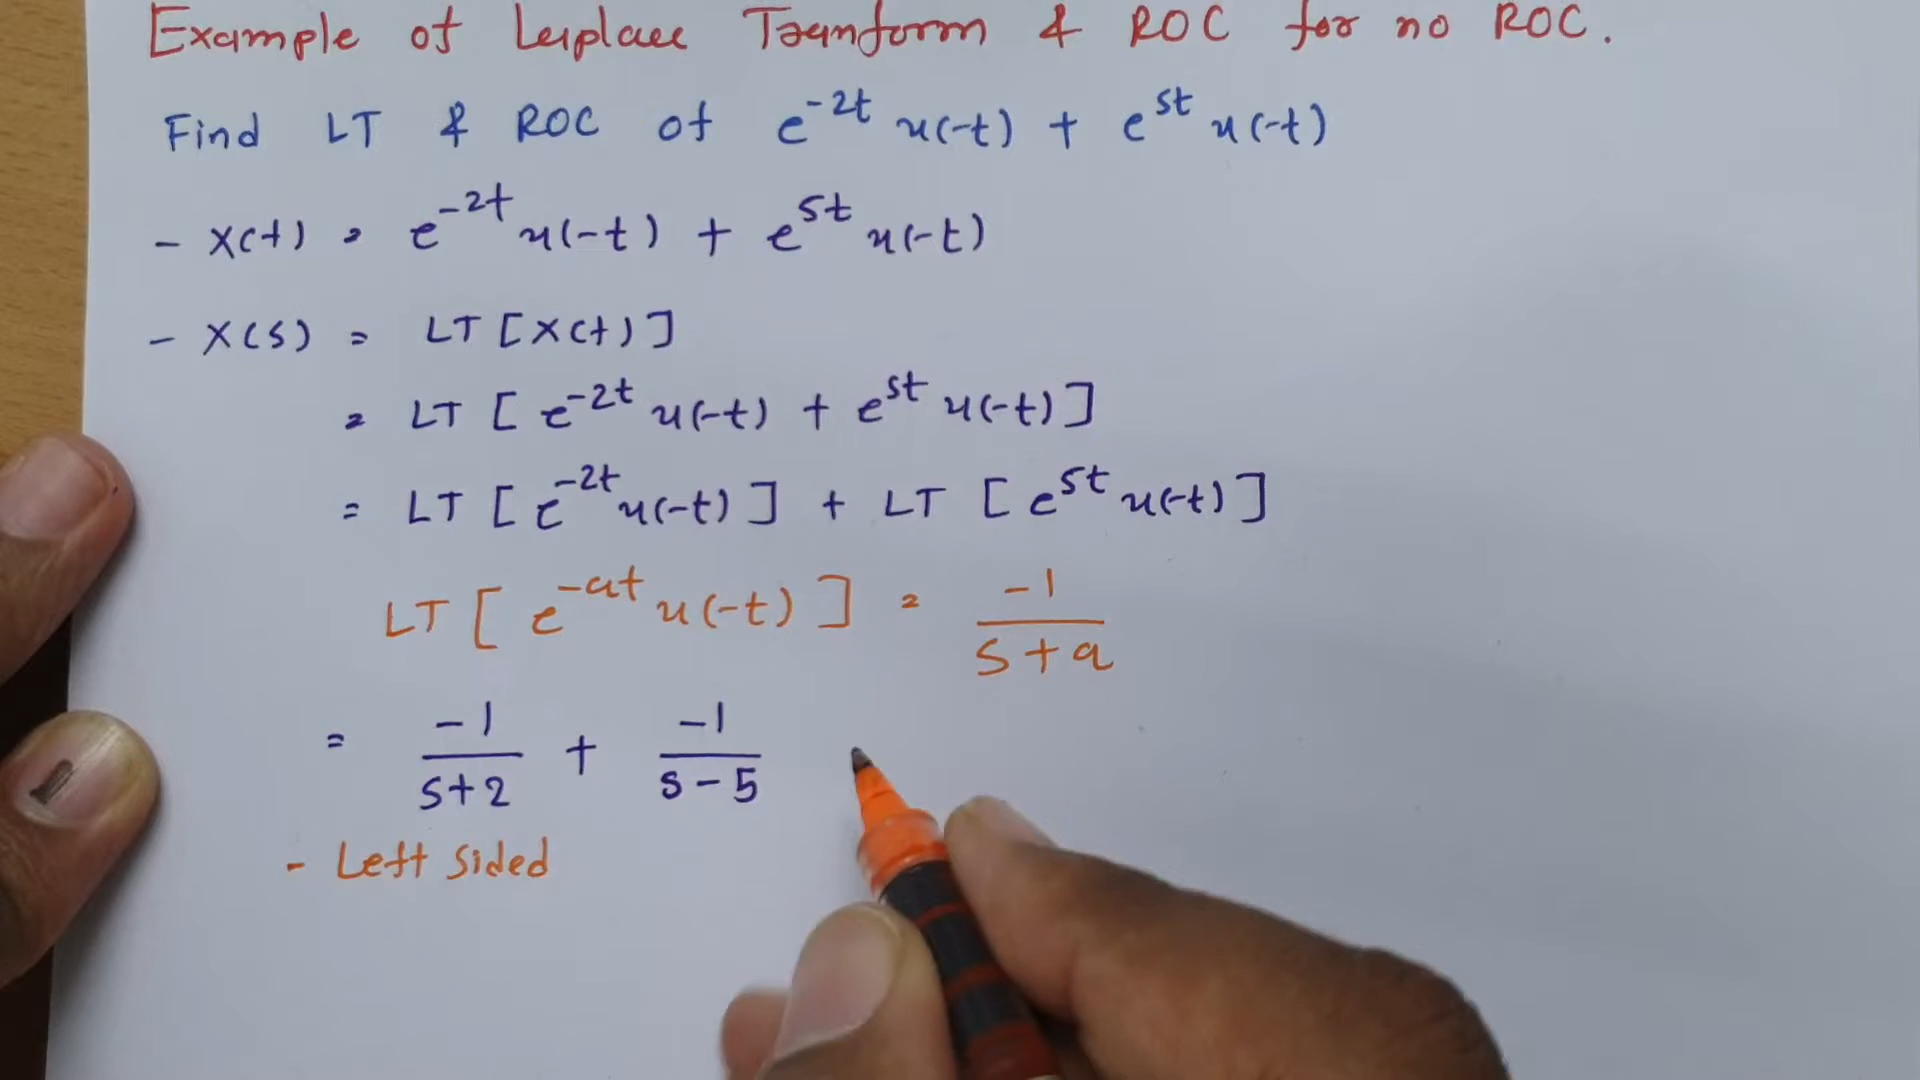 Example of Laplace Transform & ROC for no ROC.
Find LT & ROC of e^-2t u(-t) + e^5t u(-t)
- x(t) = e^-2t u(-t) + e^5t u(-t)
- X(s) = LT [x(t)]
= LT [ e^-2t u(-t) + e^5t u(-t) ]
= LT [ e^-2t u(-t) ] + LT [ e^5t u(-t) ]
LT [ e^-at u(-t) ] = -1 / s+a
= -1 / s+2 + -1 / s-5
- Left Sided